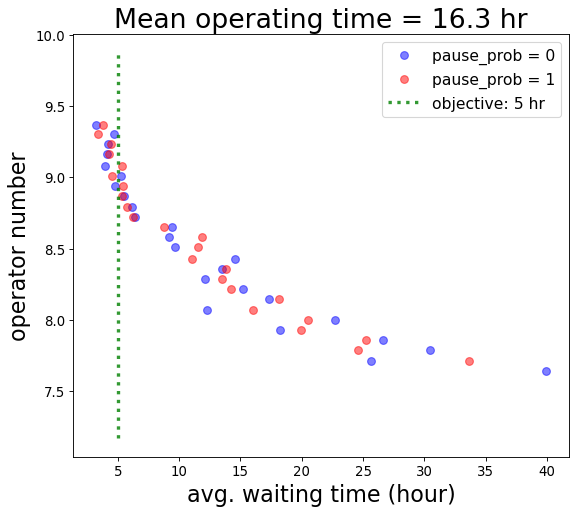 Mean operating time = 16.3 hr
pause_prob = 0
pause_prob = 1
objective: 5 hr
operator number
10.0
9.5
9.0
8.5
8.0
7.5
5 10 15 20 25 30 35 40
avg. waiting time (hour)